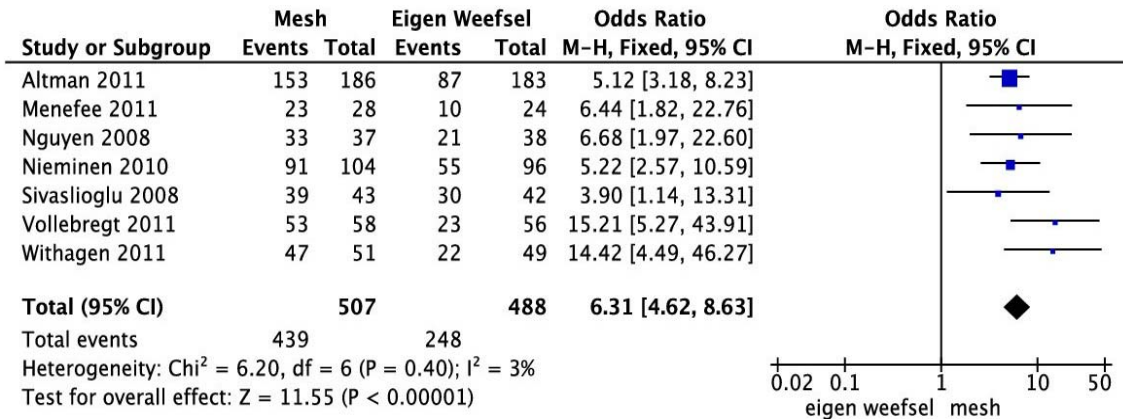 Mesh Eigen Weefsel Odds Ratio Odds Ratio
Study or Subgroup Events Total Events Total M-H, Fixed, 95% CI M-H, Fixed, 95% CI
Altman 2011 153 186 87 183 5.12 [3.18, 8.23]
Menefee 2011 23 28 10 24 6.44 [1.82, 22.76]
Nguyen 2008 33 37 21 38 6.68 [1.97, 22.60]
Nieminen 2010 91 104 55 96 5.22 [2.57, 10.59]
Sivaslioglu 2008 39 43 30 42 3.90 [1.14, 13.31]
Vollebregt 2011 53 58 23 56 15.21 [5.27, 43.91]
Withagen 2011 47 51 22 49 14.42 [4.49, 46.27]
Total (95% CI) 507 488 6.31 [4.62, 8.63]
Total events 439 248
Heterogeneity: Chi² = 6.20, df = 6 (P = 0.40); I² = 3%
Test for overall effect: Z = 11.55 (P < 0.00001)
0.02 0.1 1 10 50
eigen weefsel mesh